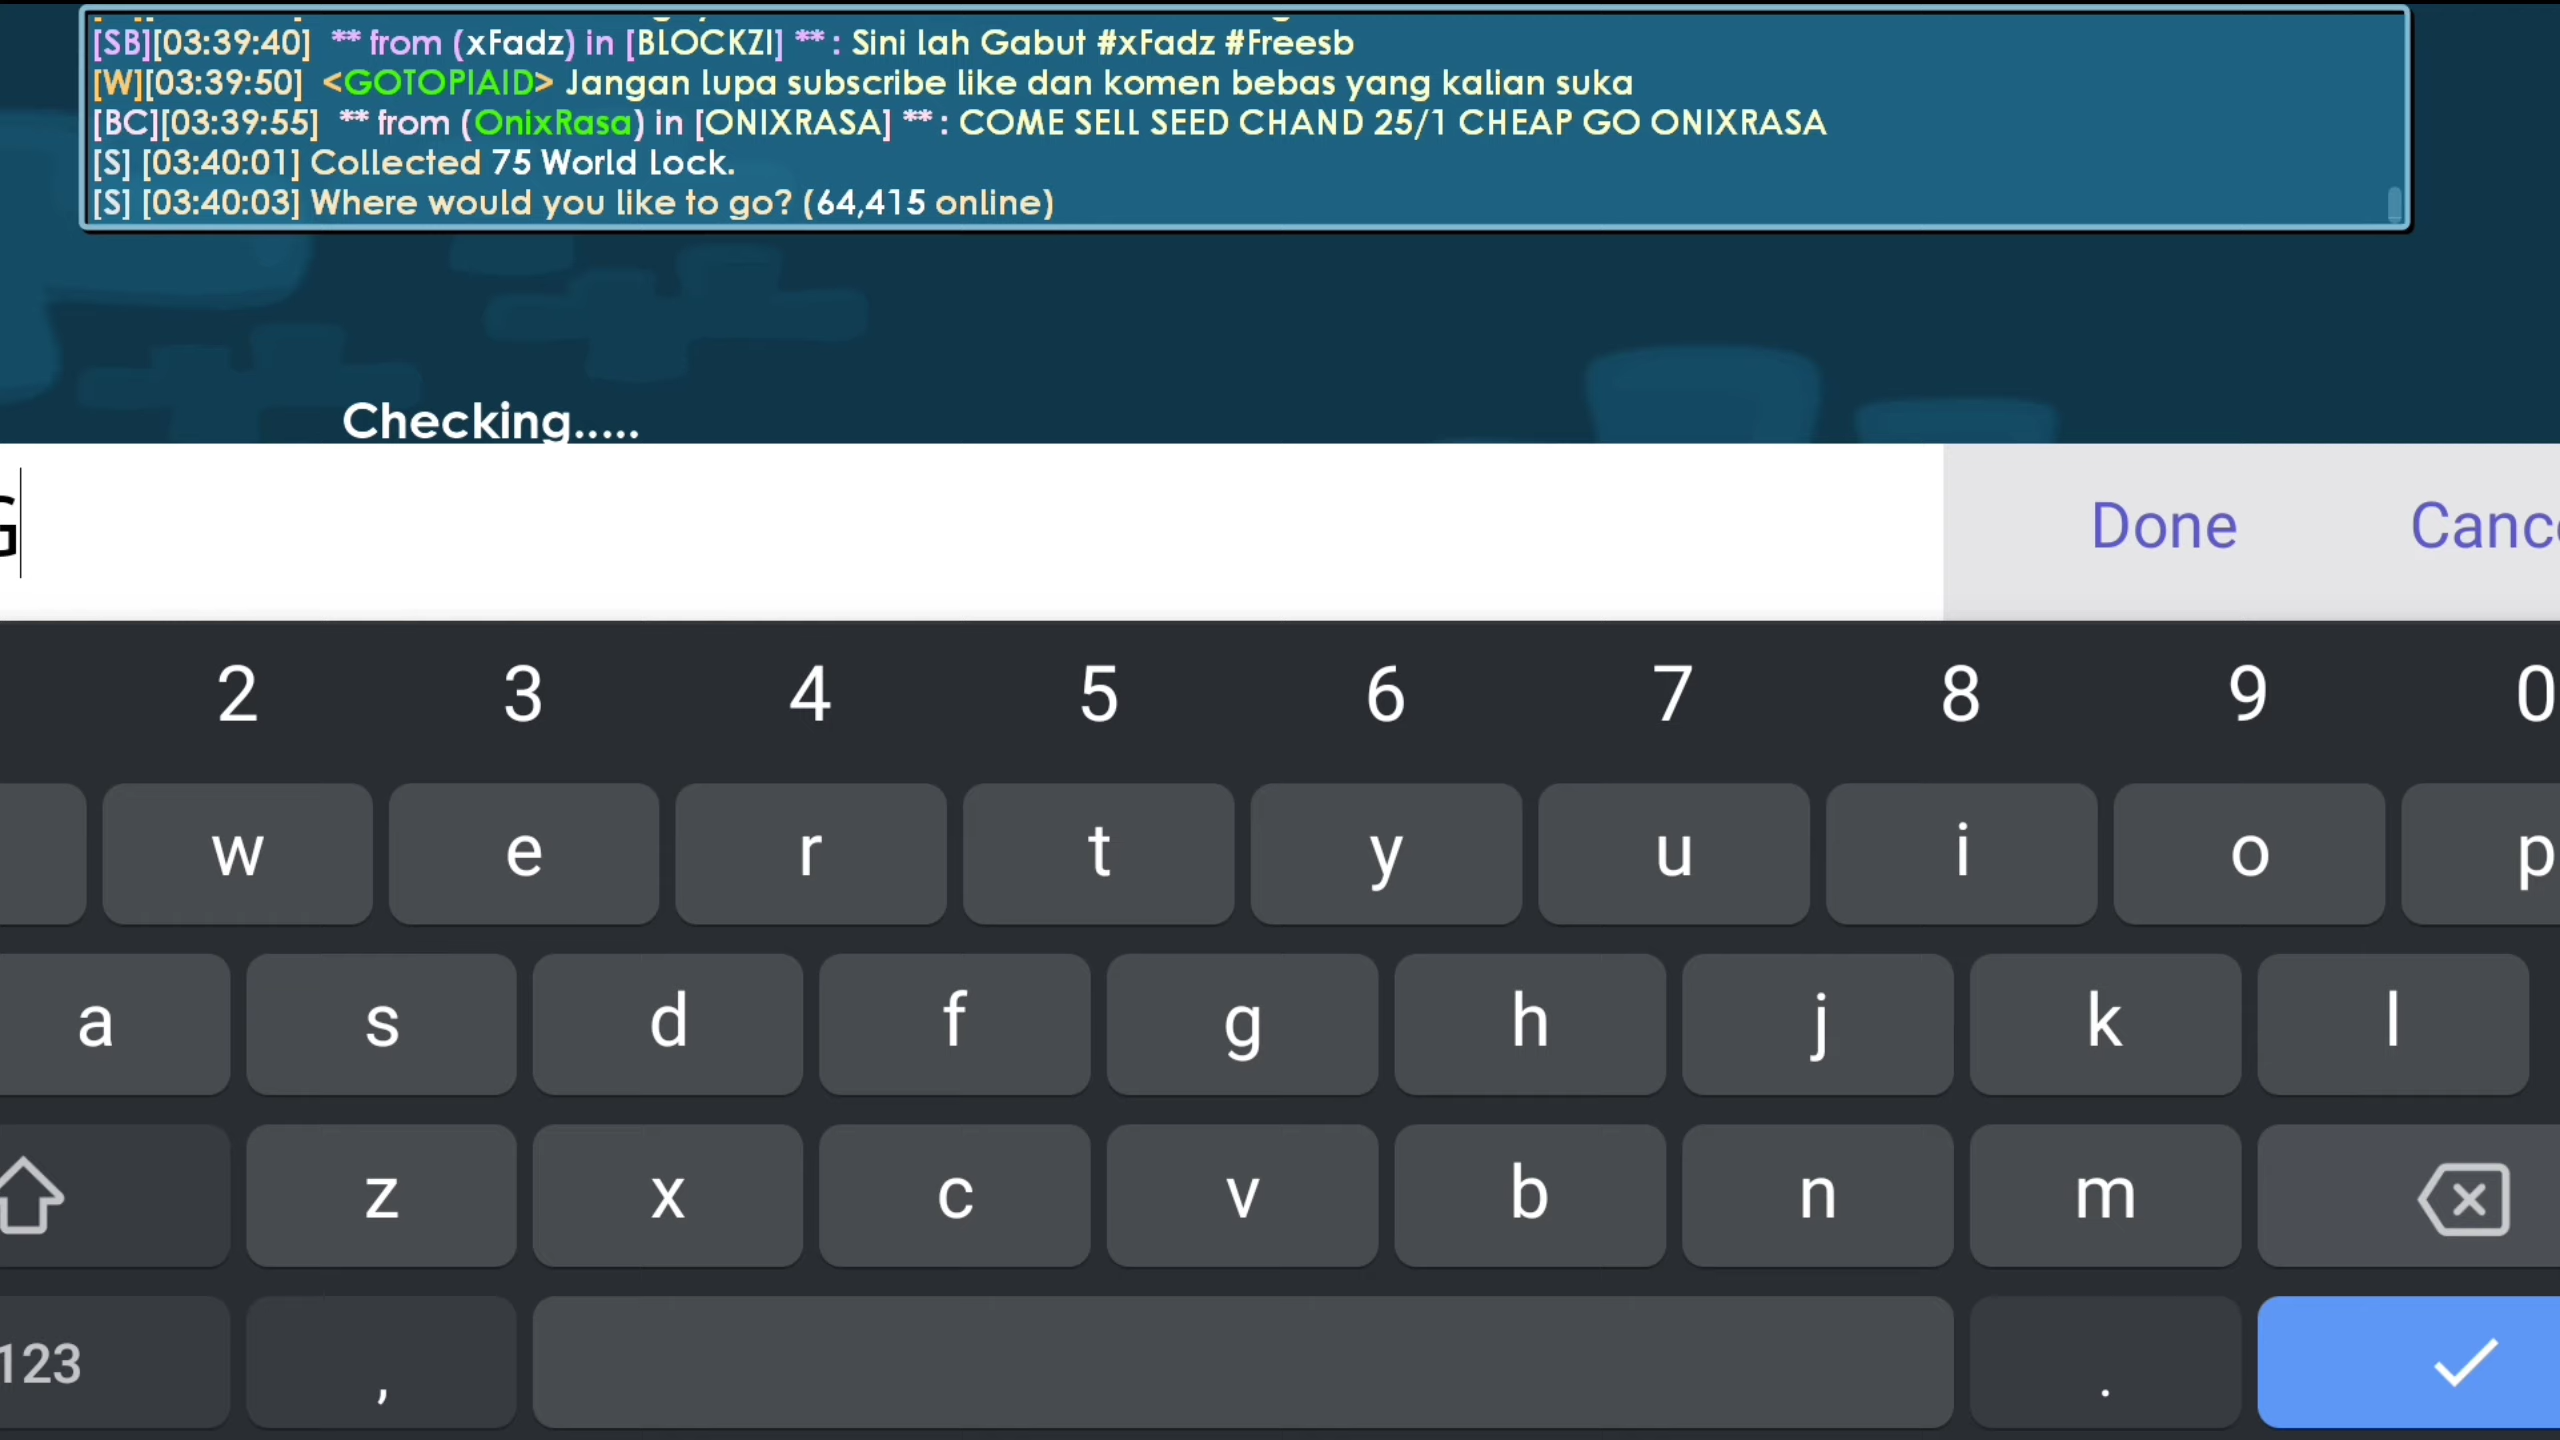 [SB][03:39:40] ** from (xFadz) in [BLOCKZI] ** : Sini lah Gabut #xFadz #Freesb
[W][03:39:50] <GOTOPIAID> Jangan lupa subscribe like dan komen bebas yang kalian suka
[BC][03:39:55] ** from (OnixRasa) in [ONIXRASA] ** : COME SELL SEED CHAND 25/1 CHEAP GO ONIXRASA
[S] [03:40:01] Collected 75 World Lock.
[S] [03:40:03] Where would you like to go? (64,415 online)
Checking.....
G Done Canc
2 3 4 5 6 7 8 9 0
w e r t y u i o p
a s d f g h j k l
z x c v b n m
123 , .